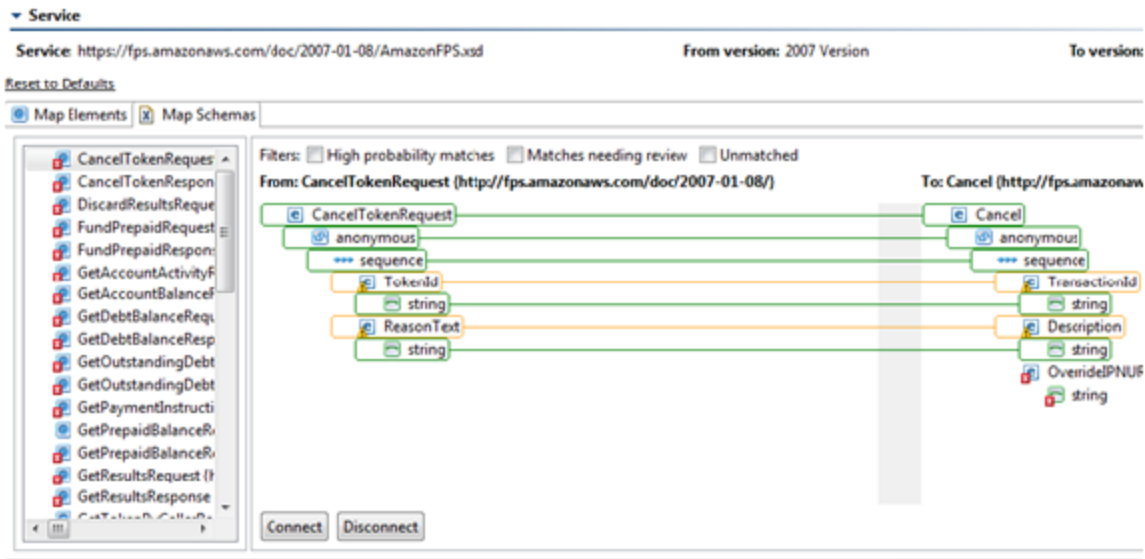 Service
Service: https://fps.amazonaws.com/doc/2007-01-08/AmazonFPS.xsd From version: 2007 Version To version:
Reset to Defaults
Map Elements Map Schemas
CancelTokenReques
CancelTokenRespon
DiscardResultsReque
FundPrepaidRequest
FundPrepaidRespon
GetAccountActivityR
GetAccountBalanceR
GetDebtBalanceRequ
GetDebtBalanceResp
GetOutstandingDebt
GetOutstandingDebt
GetPaymentInstructi
GetPrepaidBalanceR
GetPrepaidBalanceR
GetResultsRequest {h
GetResultsResponse
Filters: High probability matches Matches needing review Unmatched
From: CancelTokenRequest {http://fps.amazonaws.com/doc/2007-01-08/} To: Cancel {http://fps.amazonaw
CancelTokenRequest Cancel
anonymous anonymous
sequence sequence
TokenId TransactionId
string string
ReasonText Description
string string
OverrideIPNUR
string
Connect Disconnect